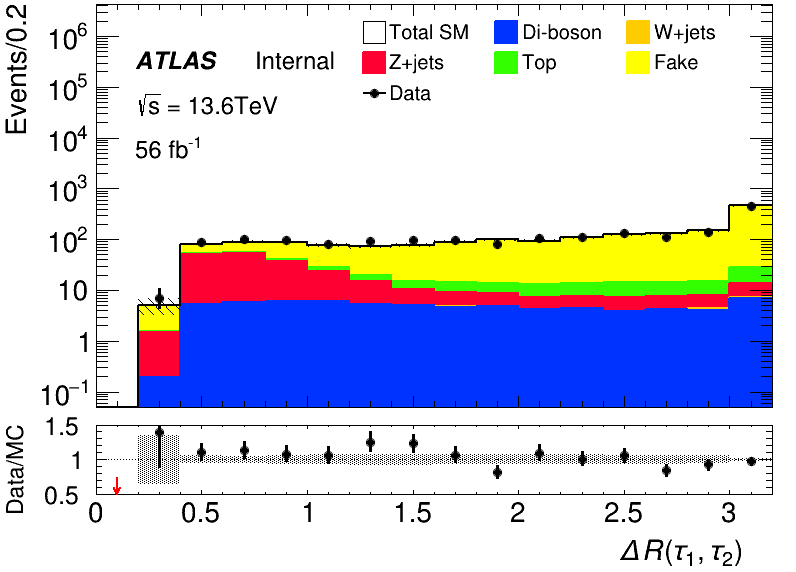 Events/0.2
10⁶
10⁵
10⁴
10³
10²
10
1
10⁻¹
ATLAS Internal
√s = 13.6TeV
56 fb⁻¹
Total SM
Di-boson
W+jets
Z+jets
Top
Fake
Data
Data/MC
1.5
1
0.5
0 0.5 1 1.5 2 2.5 3
ΔR(τ₁, τ₂)